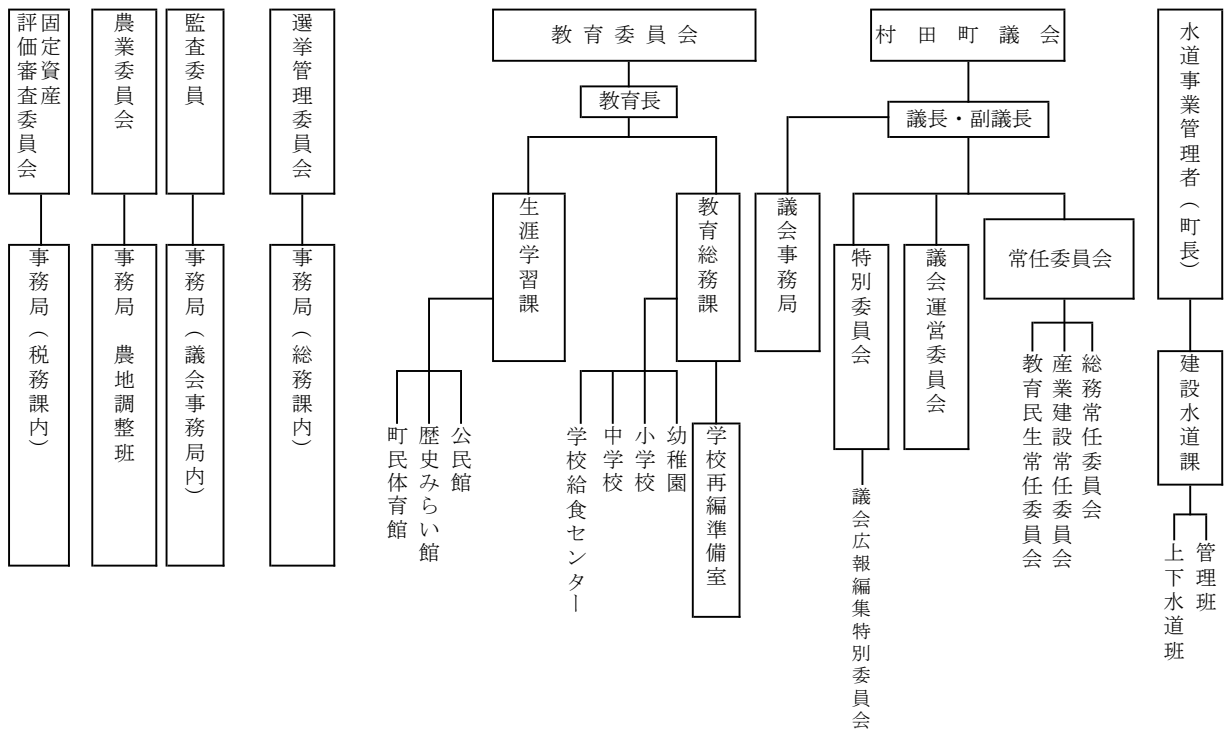 水道事業管理者(町長)
建設水道課
管理班
上下水道班
村田町議会
議長・副議長
常任委員会
総務常任委員会
産業建設常任委員会
教育民生常任委員会
議会運営委員会
特別委員会
議会広報編集特別委員会
議会事務局
教育委員会
教育長
教育総務課
学校再編準備室
幼稚園
小学校
中学校
学校給食センター
生涯学習課
公民館
歴史みらい館
町民体育館
選挙管理委員会
事務局(総務課内)
監査委員
事務局(議会事務局内)
農業委員会
事務局 農地調整班
固定資産
評価審査委員会
事務局(税務課内)